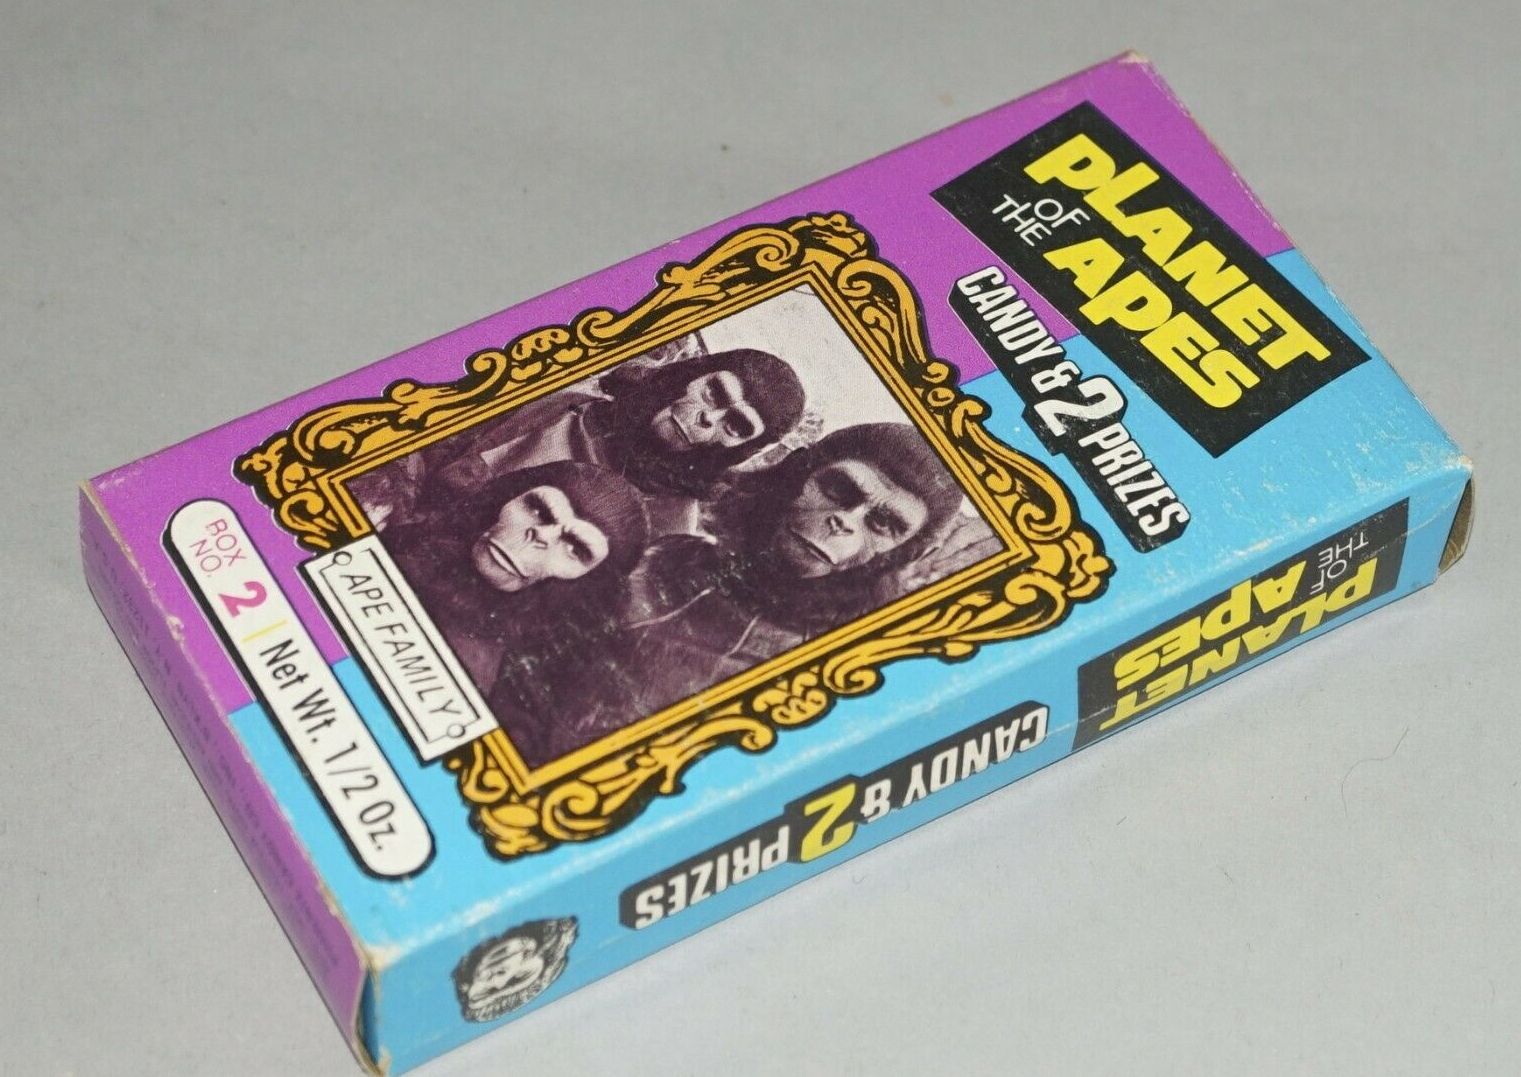 PLANET
OF
THE
APES
CANDY & 2 PRIZES
APE FAMILY
BOX
NO. 2 | Net Wt. 1/2 Oz.
PLANET
OF
THE
APES
CANDY & 2 PRIZES